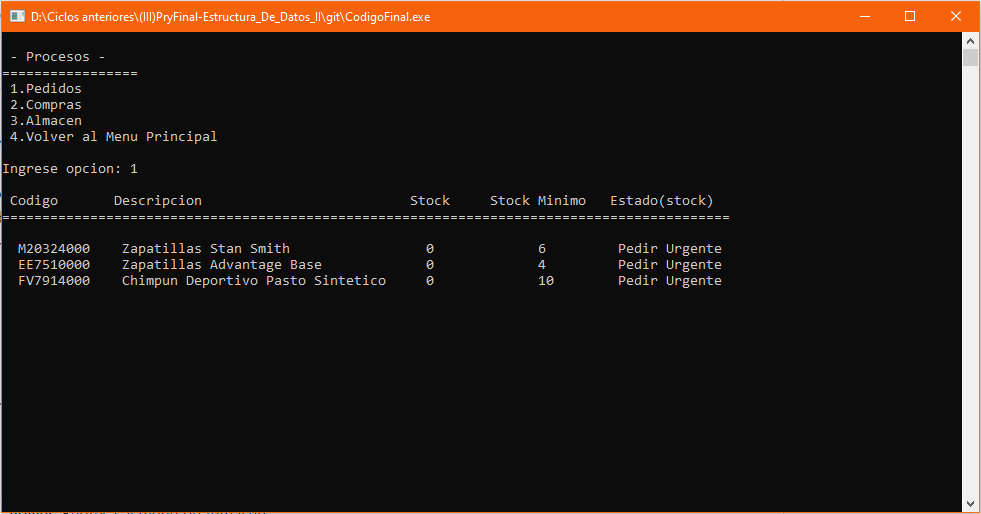 D:\Ciclos anteriores\(III)PryFinal-Estructura_De_Datos_II\git\CodigoFinal.exe
- Procesos -
=================
1.Pedidos
2.Compras
3.Almacen
4.Volver al Menu Principal
Ingrese opcion: 1
Codigo Descripcion Stock Stock Minimo Estado(stock)
===========================================================================================
M20324000 Zapatillas Stan Smith 0 6 Pedir Urgente
EE7510000 Zapatillas Advantage Base 0 4 Pedir Urgente
FV7914000 Chimpun Deportivo Pasto Sintetico 0 10 Pedir Urgente